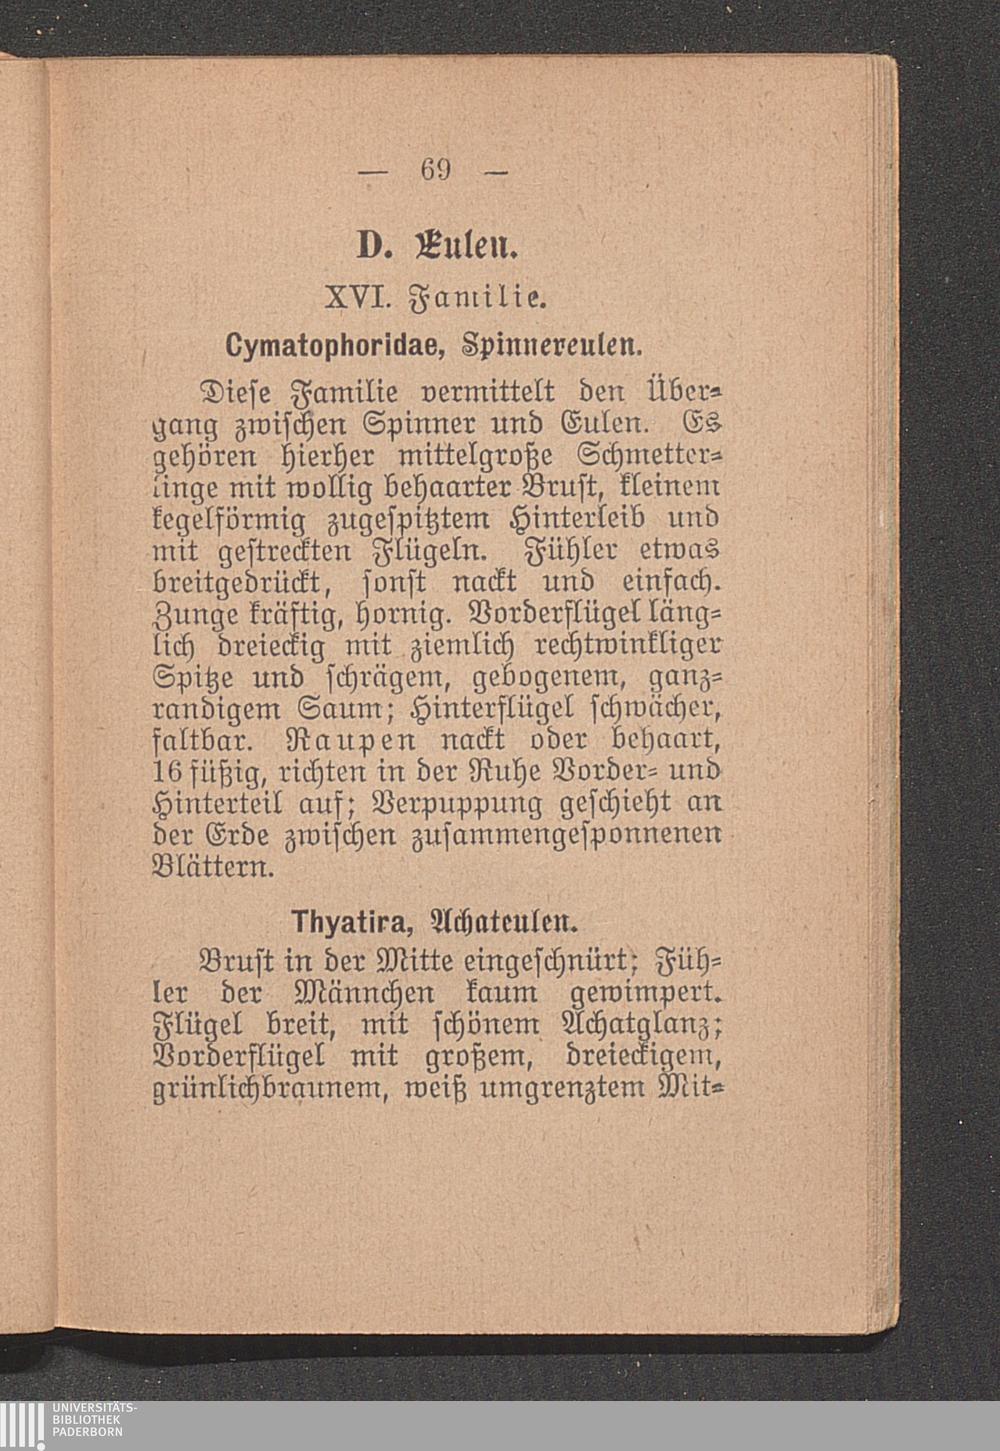 — 69 —
D. Eulen.
XVI. Familie.
Cymatophoridae, Spinnereulen.
Diese Familie vermittelt den Über-
gang zwischen Spinner und Eulen. Es
gehören hierher mittelgroße Schmetter-
linge mit wollig behaarter Brust, kleinem
kegelförmig zugespitztem Hinterleib und
mit gestreckten Flügeln. Fühler etwas
breitgedrückt, sonst nackt und einfach.
Zunge kräftig, hornig. Vorderflügel läng-
lich dreieckig mit ziemlich rechtwinkliger
Spitze und schrägem, gebogenem, ganz-
randigem Saum; Hinterflügel schwächer,
faltbar. Raupen nackt oder behaart,
16 füßig, richten in der Ruhe Vorder- und
Hinterteil auf; Verpuppung geschieht an
der Erde zwischen zusammengesponnenen
Blättern.
Thyatira, Achateulen.
Brust in der Mitte eingeschnürt; Füh-
ler der Männchen kaum gewimpert.
Flügel breit, mit schönem Achatglanz;
Vorderflügel mit großem, dreieckigem,
grünlichbraunem, weiß umgrenztem Mit-
UNIVERSITÄTS-
BIBLIOTHEK
PADERBORN